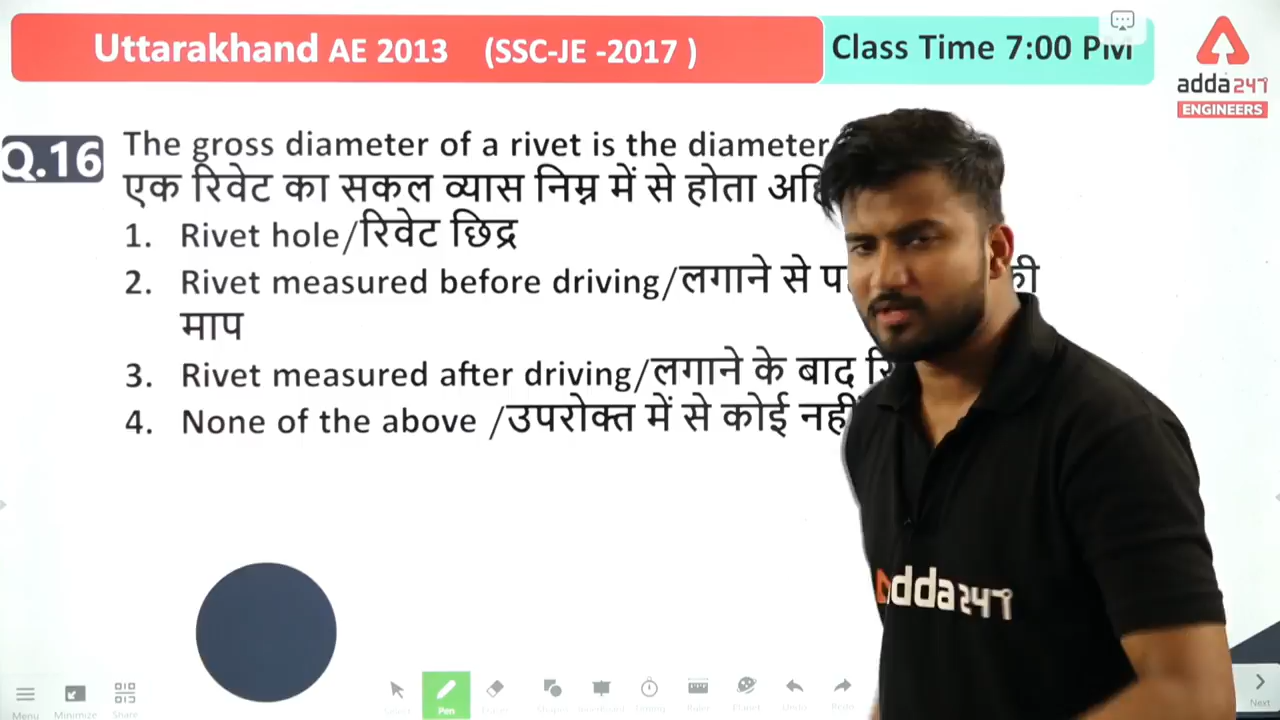 Uttarakhand AE 2013 (SSC-JE -2017 )
Class Time 7:00 PM
adda247
ENGINEERS
Q.16 The gross diameter of a rivet is the diameter
एक रिवेट का सकल व्यास निम्न में से होता
1. Rivet hole/रिवेट छिद्र
2. Rivet measured before driving/लगाने से की
माप
3. Rivet measured after driving/लगाने के बाद
4. None of the above /उपरोक्त में से कोई नहीं
adda247
Menu Minimize Share Select Pen Eraser Shapes Timing Ruler Planet Undo Redo Next